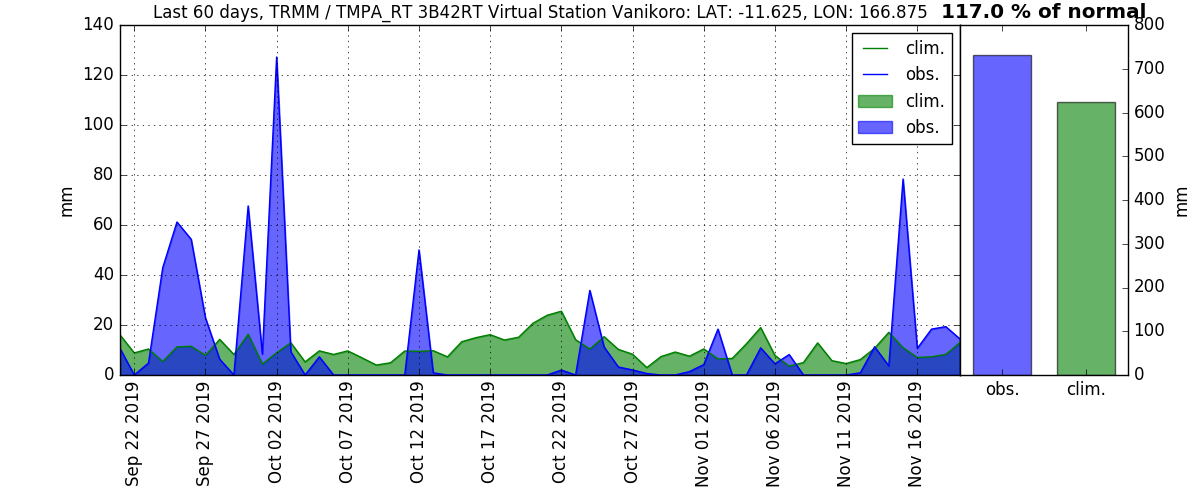 Last 60 days, TRMM / TMPA_RT 3B42RT Virtual Station Vanikoro: LAT: -11.625, LON: 166.875 117.0 % of normal
140
120
100
80
60
40
20
0
mm
clim.
obs.
clim.
obs.
Sep 22 2019
Sep 27 2019
Oct 02 2019
Oct 07 2019
Oct 12 2019
Oct 17 2019
Oct 22 2019
Oct 27 2019
Nov 01 2019
Nov 06 2019
Nov 11 2019
Nov 16 2019
800
700
600
500
400
300
200
100
0
mm
obs.
clim.